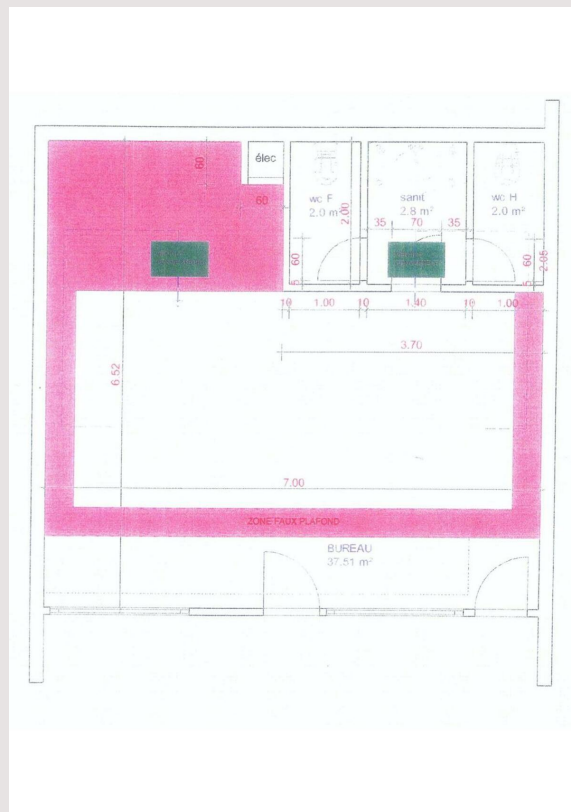 élec
60
60
wc F
2.0 m²
2.00
sanit
2.8 m²
wc H
2.0 m²
35 70 35
60
5
60
5
2.05
10 1.00 10 1.40 10 1.00
3.70
6.52
7.00
ZONE FAUX PLAFOND
BUREAU
37.51 m²